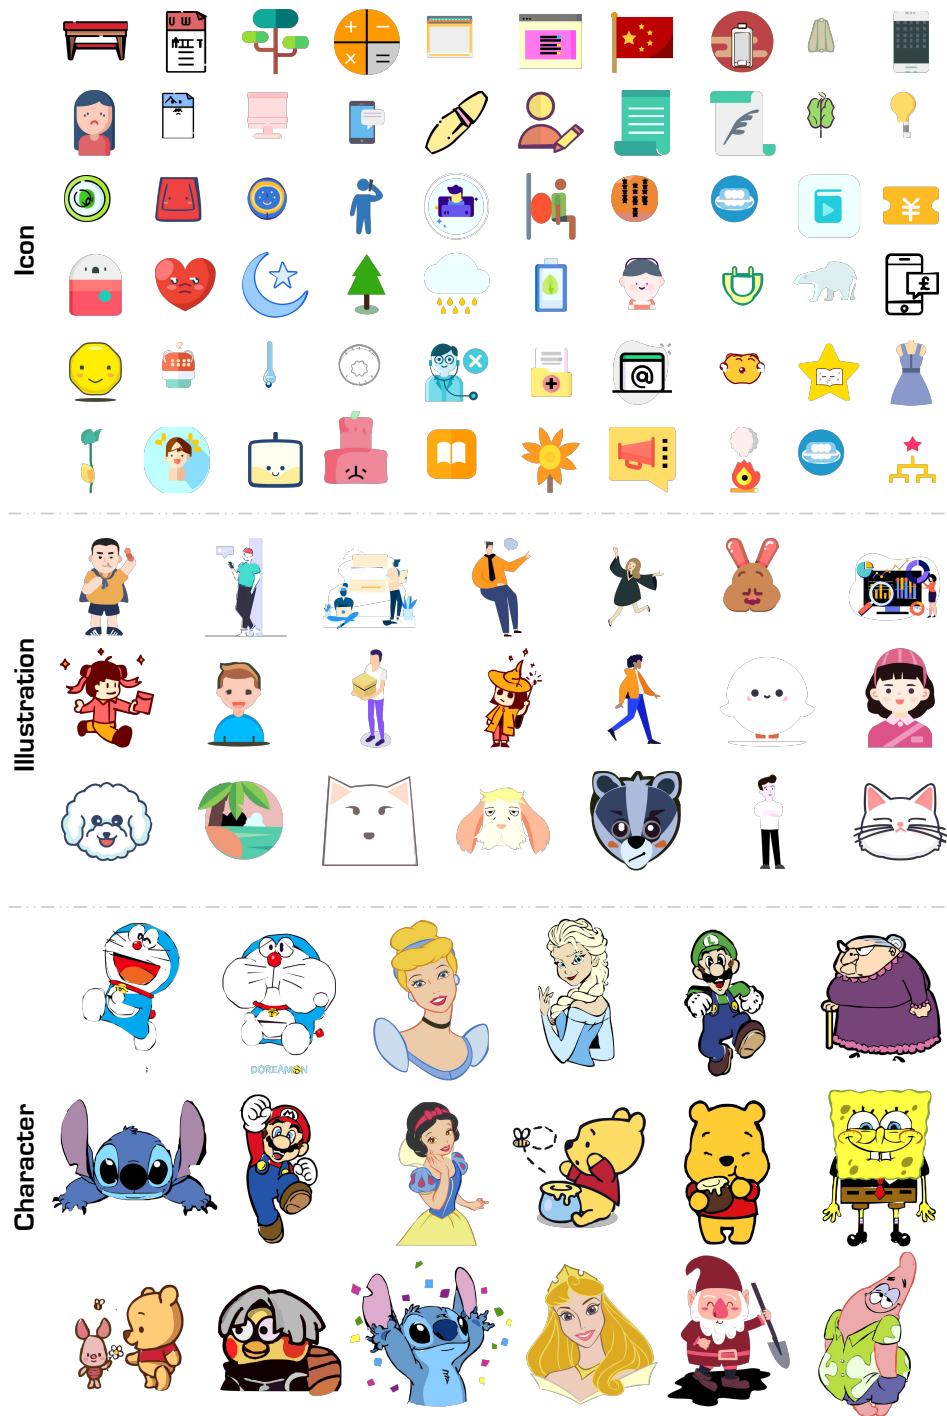 U W
¥
£
@
Icon
Illustration
L
DOREAMON
M
Character